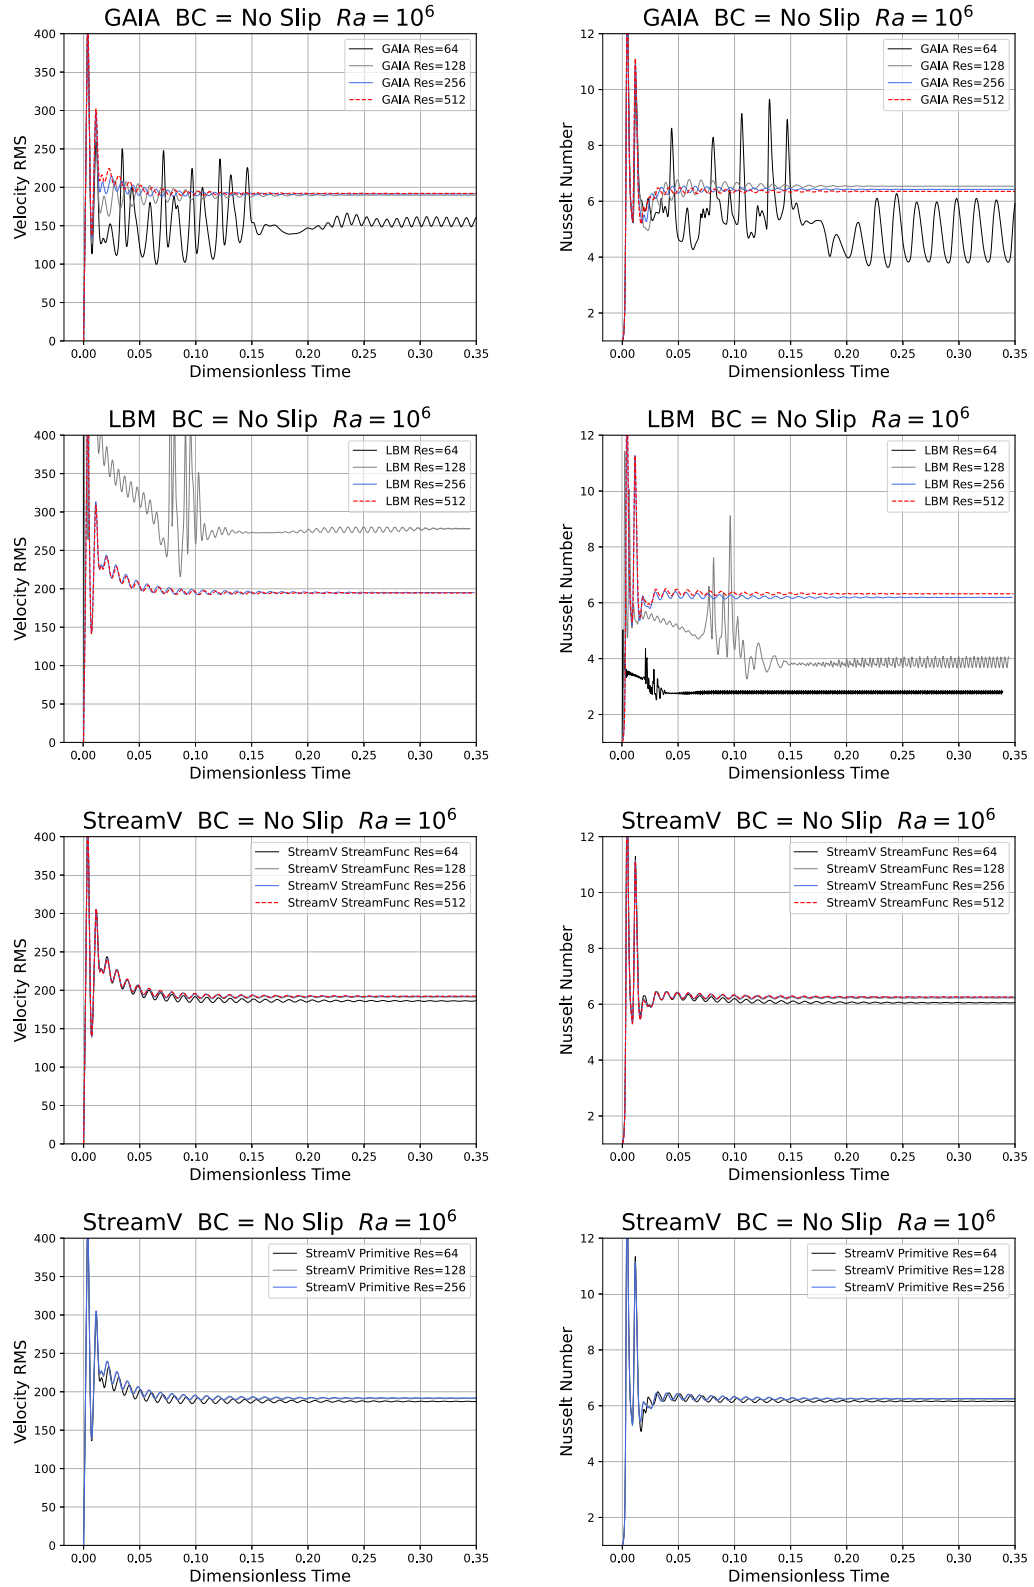 GAIA BC = No Slip Ra = 10⁶
Velocity RMS
400
350
300
250
200
150
100
50
0
GAIA Res=64
GAIA Res=128
GAIA Res=256
GAIA Res=512
0.00 0.05 0.10 0.15 0.20 0.25 0.30 0.35
Dimensionless Time
GAIA BC = No Slip Ra = 10⁶
Nusselt Number
12
10
8
6
4
2
GAIA Res=64
GAIA Res=128
GAIA Res=256
GAIA Res=512
0.00 0.05 0.10 0.15 0.20 0.25 0.30 0.35
Dimensionless Time
LBM BC = No Slip Ra = 10⁶
Velocity RMS
400
350
300
250
200
150
100
50
0
LBM Res=64
LBM Res=128
LBM Res=256
LBM Res=512
0.00 0.05 0.10 0.15 0.20 0.25 0.30 0.35
Dimensionless Time
LBM BC = No Slip Ra = 10⁶
Nusselt Number
12
10
8
6
4
2
LBM Res=64
LBM Res=128
LBM Res=256
LBM Res=512
0.00 0.05 0.10 0.15 0.20 0.25 0.30 0.35
Dimensionless Time
StreamV BC = No Slip Ra = 10⁶
Velocity RMS
400
350
300
250
200
150
100
50
0
StreamV StreamFunc Res=64
StreamV StreamFunc Res=128
StreamV StreamFunc Res=256
StreamV StreamFunc Res=512
0.00 0.05 0.10 0.15 0.20 0.25 0.30 0.35
Dimensionless Time
StreamV BC = No Slip Ra = 10⁶
Nusselt Number
12
10
8
6
4
2
StreamV StreamFunc Res=64
StreamV StreamFunc Res=128
StreamV StreamFunc Res=256
StreamV StreamFunc Res=512
0.00 0.05 0.10 0.15 0.20 0.25 0.30 0.35
Dimensionless Time
StreamV BC = No Slip Ra = 10⁶
Velocity RMS
400
350
300
250
200
150
100
50
0
StreamV Primitive Res=64
StreamV Primitive Res=128
StreamV Primitive Res=256
0.00 0.05 0.10 0.15 0.20 0.25 0.30 0.35
Dimensionless Time
StreamV BC = No Slip Ra = 10⁶
Nusselt Number
12
10
8
6
4
2
StreamV Primitive Res=64
StreamV Primitive Res=128
StreamV Primitive Res=256
0.00 0.05 0.10 0.15 0.20 0.25 0.30 0.35
Dimensionless Time